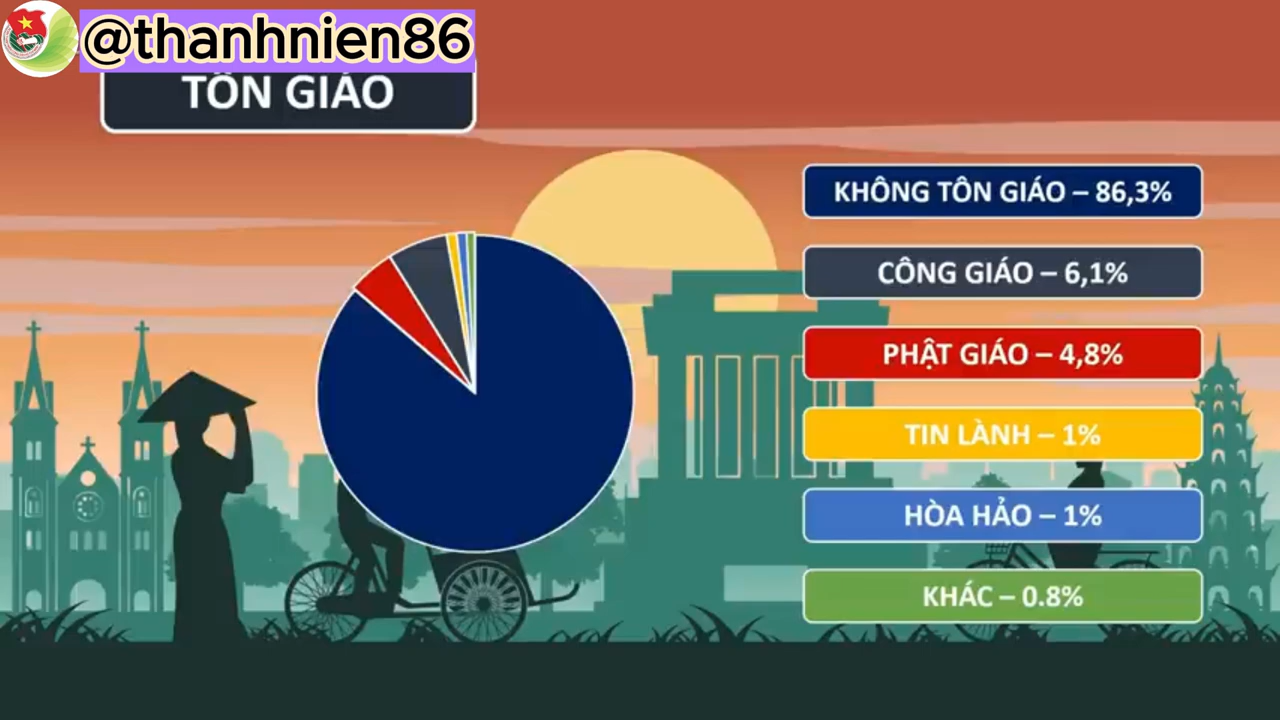 @thanhnien86
TÔN GIÁO
KHÔNG TÔN GIÁO – 86,3%
CÔNG GIÁO – 6,1%
PHẬT GIÁO – 4,8%
TIN LÀNH – 1%
HÒA HẢO – 1%
KHÁC – 0.8%